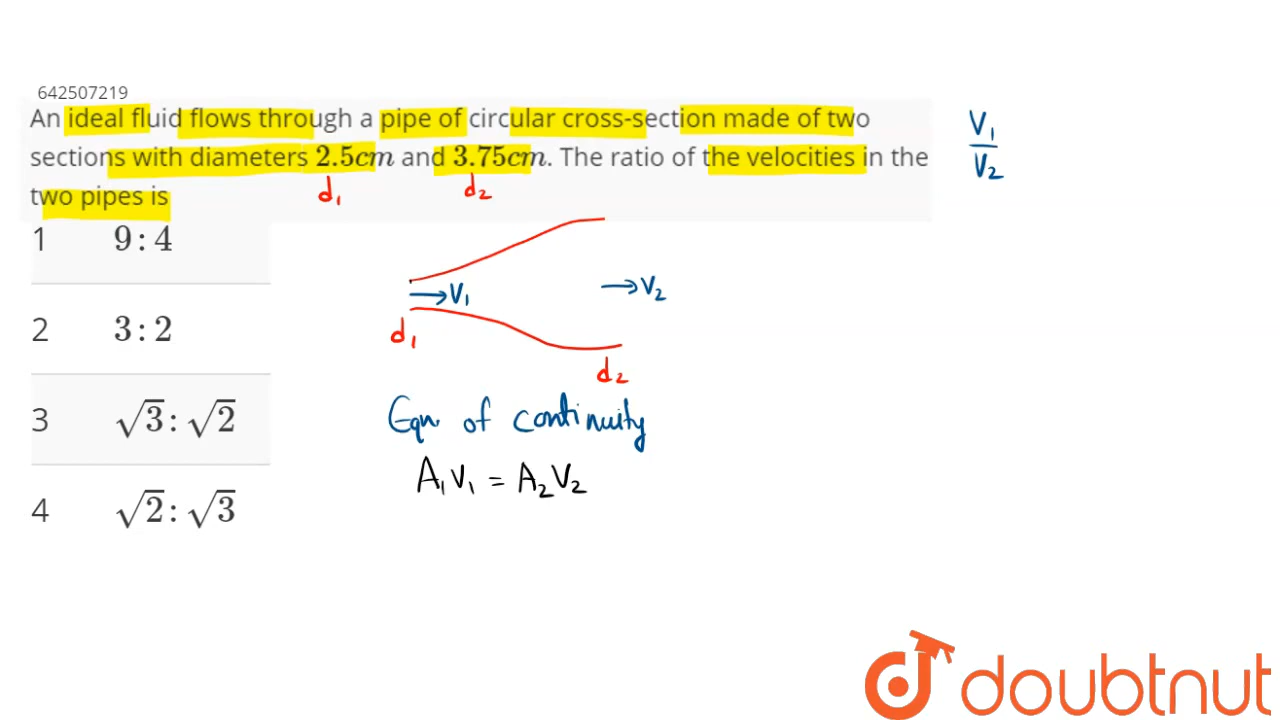 642507219
An ideal fluid flows through a pipe of circular cross-section made of two
sections with diameters 2.5cm and 3.75cm. The ratio of the velocities in the
two pipes is
d₁ d₂
V₁
V₂
1 9 : 4
2 3 : 2
3 √3 : √2
4 √2 : √3
→V₁ →V₂
d₁
d₂
Eqn. of continuity
A₁V₁ = A₂V₂
doubtnut